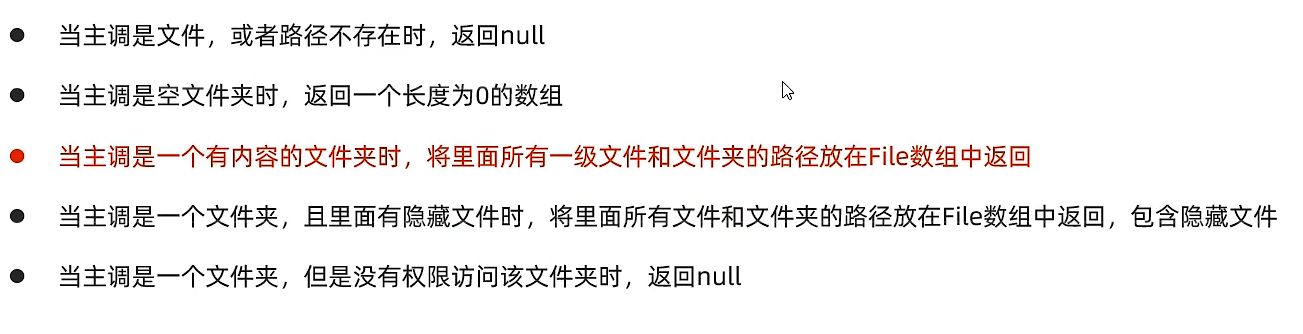 当主调是文件，或者路径不存在时，返回null
当主调是空文件夹时，返回一个长度为0的数组
当主调是一个有内容的文件夹时，将里面所有一级文件和文件夹的路径放在File数组中返回
当主调是一个文件夹，且里面有隐藏文件时，将里面所有文件和文件夹的路径放在File数组中返回，包含隐藏文件
当主调是一个文件夹，但是没有权限访问该文件夹时，返回null